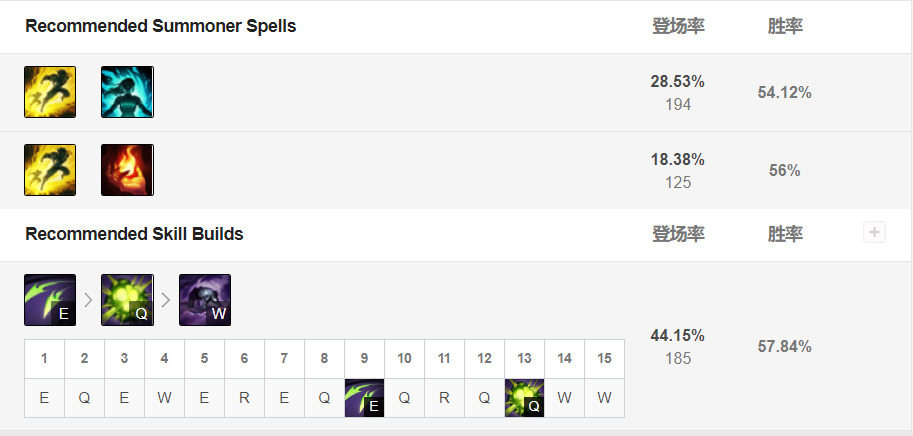 Recommended Summoner Spells 登场率 胜率
28.53%
194
54.12%
18.38%
125
56%
Recommended Skill Builds 登场率 胜率 +
E > Q > W
44.15%
185
57.84%
1 2 3 4 5 6 7 8 9 10 11 12 13 14 15
E Q E W E R E Q E Q R Q Q W W